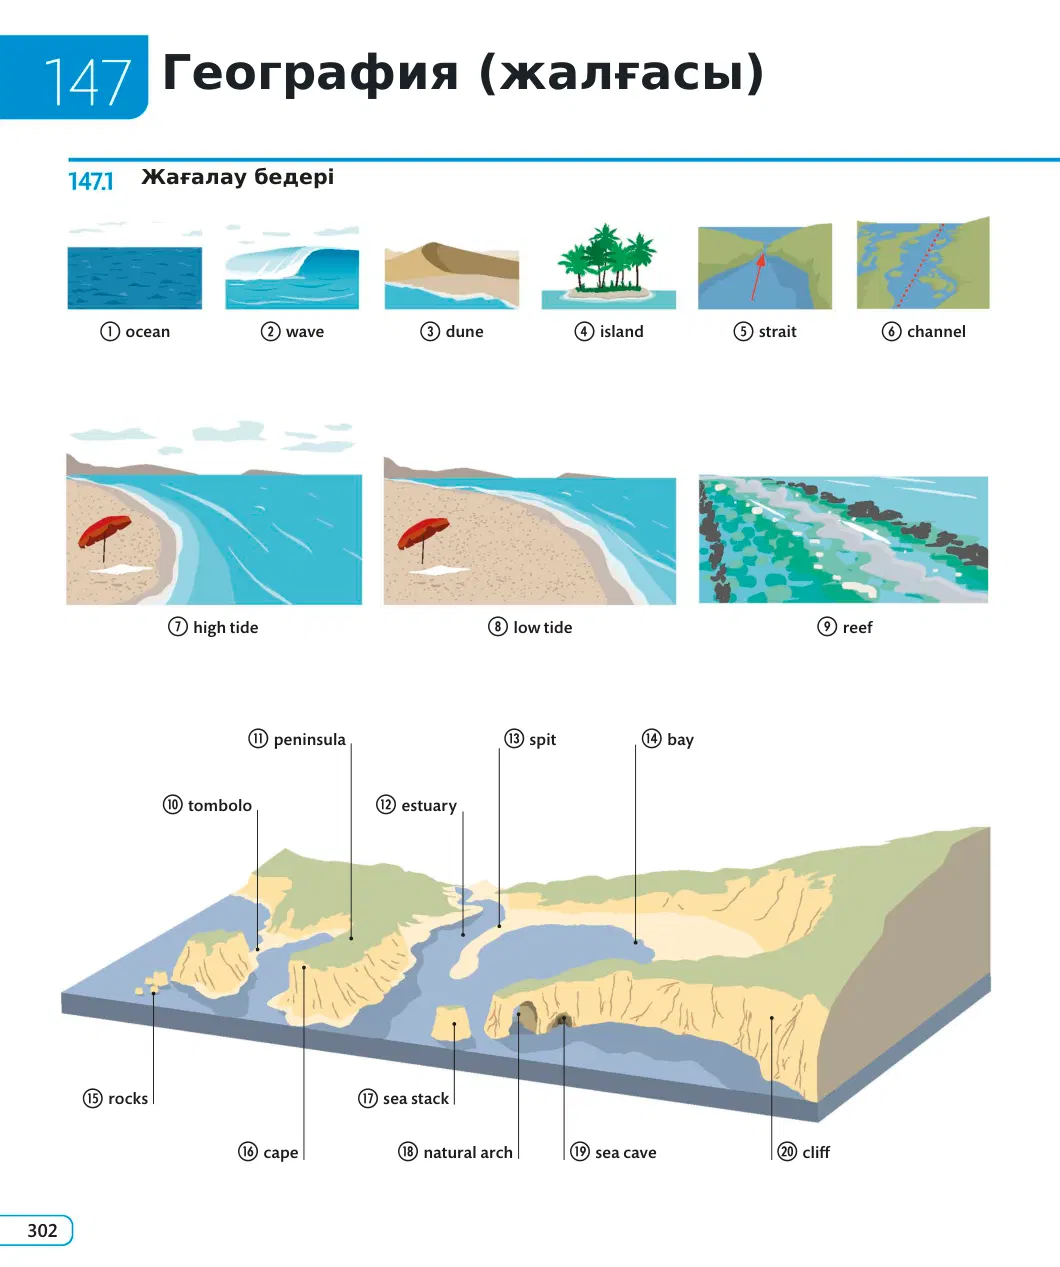 147
География (жалғасы)
147.1 Жағалау бедері
① ocean
② wave
③ dune
④ island
⑤ strait
⑥ channel
⑦ high tide
⑧ low tide
⑨ reef
⑪ peninsula
⑬ spit
⑭ bay
⑩ tombolo
⑫ estuary
⑮ rocks
⑰ sea stack
⑯ cape
⑱ natural arch
⑲ sea cave
⑳ cliff
302